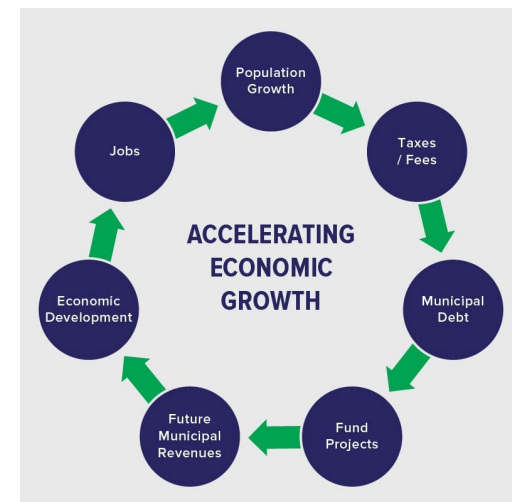 Population
Growth
Taxes
/ Fees
Municipal
Debt
Fund
Projects
Future
Municipal
Revenues
Economic
Development
Jobs
ACCELERATING
ECONOMIC
GROWTH